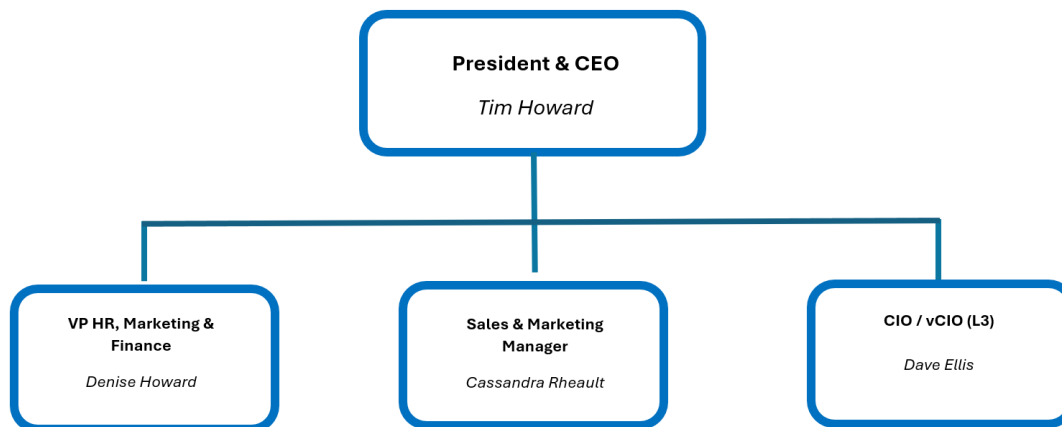 President & CEO
Tim Howard
VP HR, Marketing &
Finance
Denise Howard
Sales & Marketing
Manager
Cassandra Rheault
CIO / vCIO (L3)
Dave Ellis